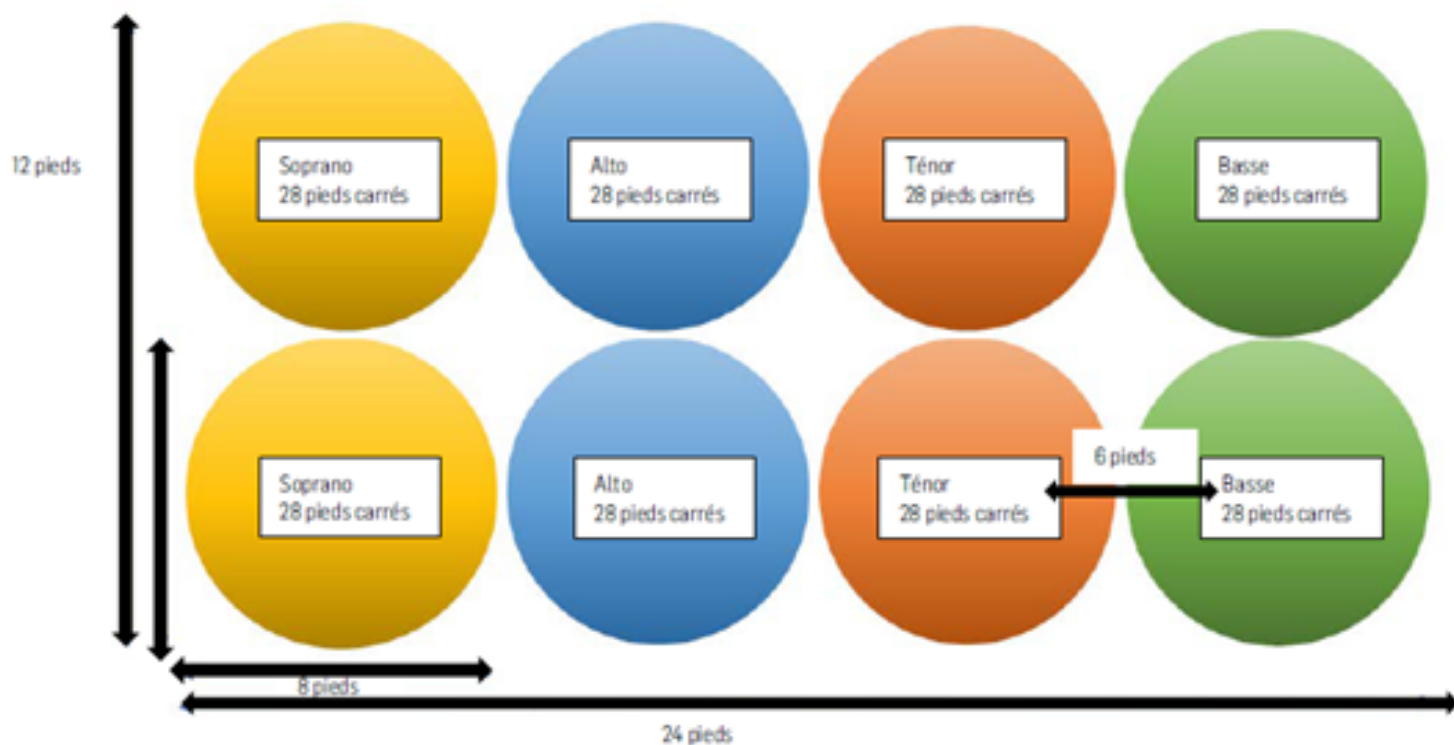 12 pieds
Soprano
28 pieds carrés
Alto
28 pieds carrés
Ténor
28 pieds carrés
Basse
28 pieds carrés
Soprano
28 pieds carrés
Alto
28 pieds carrés
Ténor
28 pieds carrés
6 pieds
Basse
28 pieds carrés
8 pieds
24 pieds